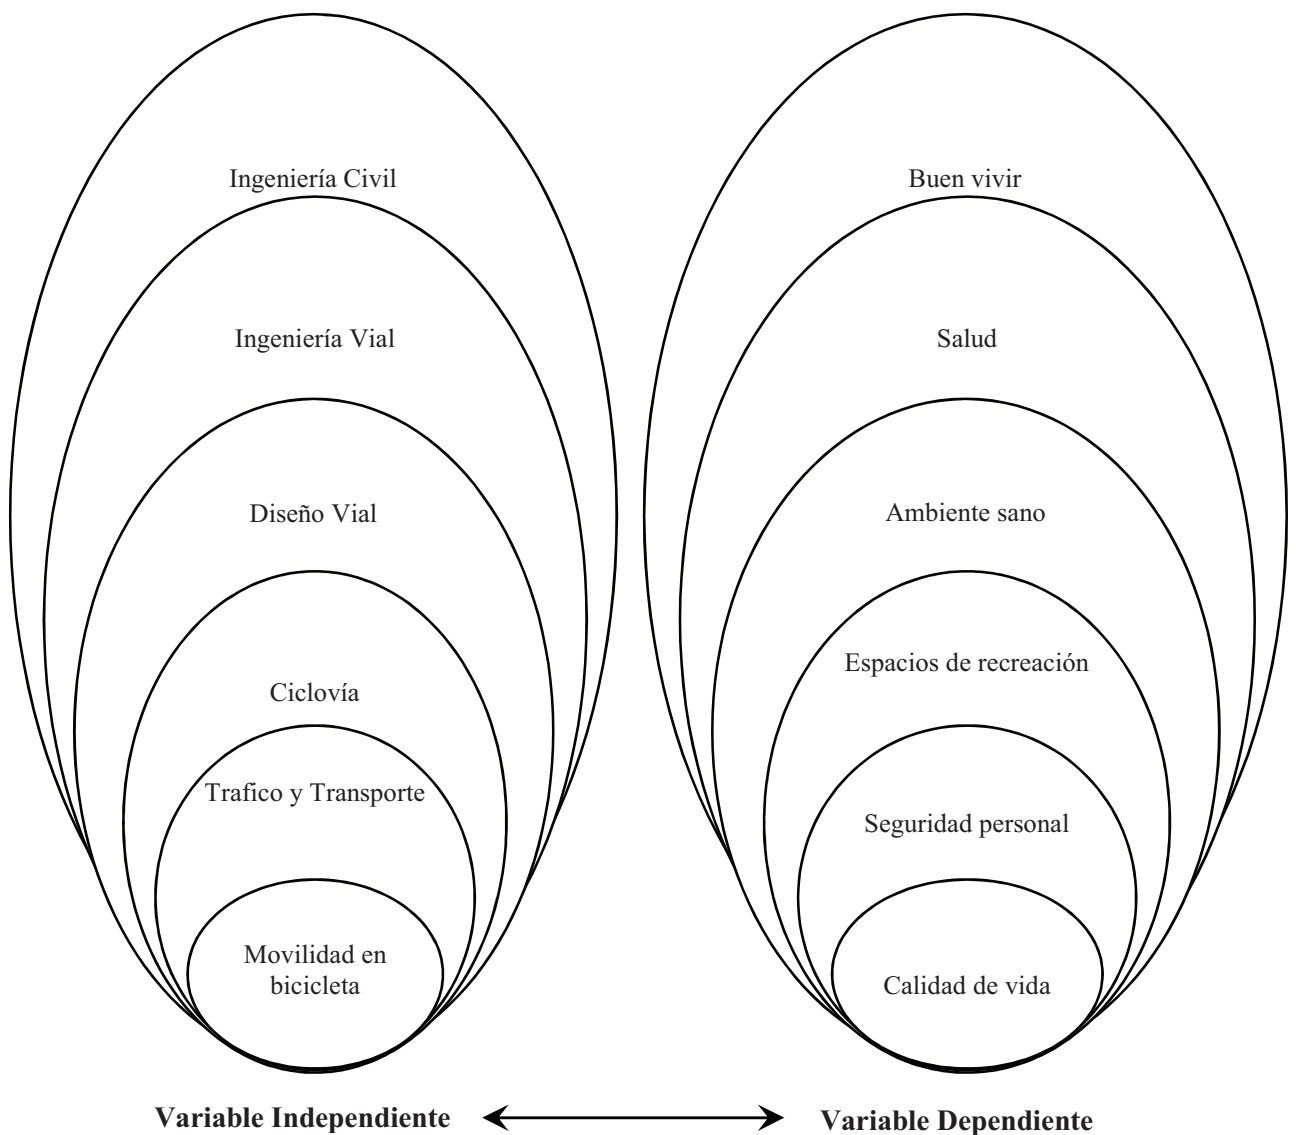 Ingeniería Civil
Ingeniería Vial
Diseño Vial
Ciclovía
Trafico y Transporte
Movilidad en
bicicleta
Variable Independiente
Buen vivir
Salud
Ambiente sano
Espacios de recreación
Seguridad personal
Calidad de vida
Variable Dependiente